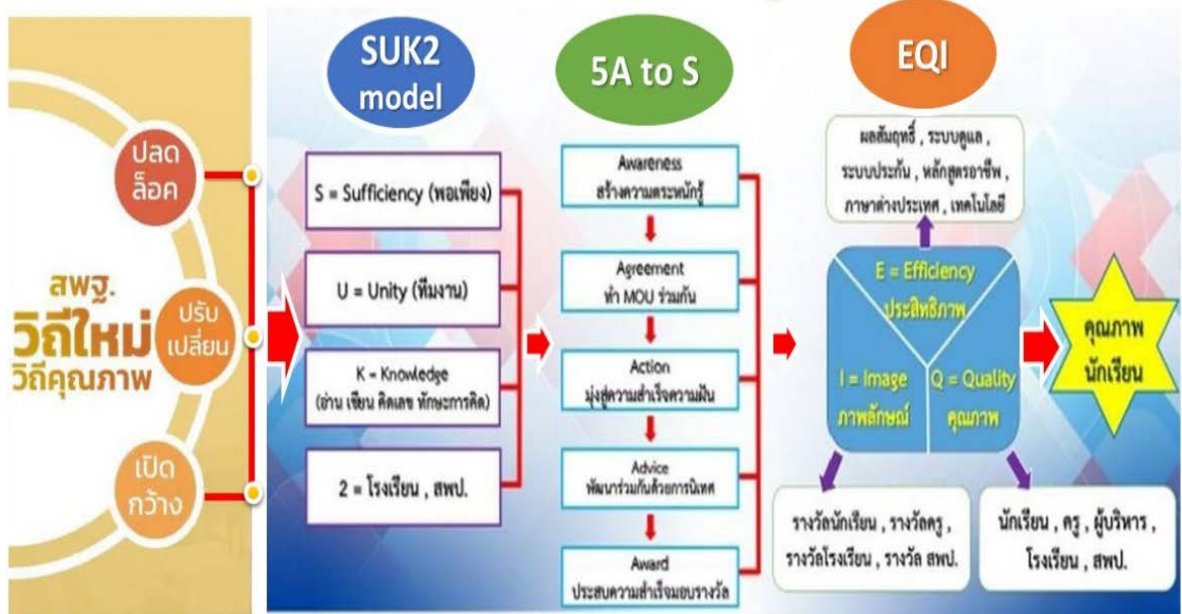 สพฐ.
วิถีใหม่
วิถีคุณภาพ
ปลด
ล็อค
ปรับ
เปลี่ยน
เปิด
กว้าง
SUK2
model
S = Sufficiency (พอเพียง)
U = Unity (ทีมงาน)
K = Knowledge
(อ่าน เขียน คิดเลข ทักษะการคิด)
2 = โรงเรียน , สพป.
5A to S
Awareness
สร้างความตระหนักรู้
Agreement
ทำ MOU ร่วมกัน
Action
มุ่งสู่ความสำเร็จความฝัน
Advice
พัฒนาร่วมกันด้วยการนิเทศ
Award
ประสบความสำเร็จมอบรางวัล
EQI
ผลสัมฤทธิ์ , ระบบดูแล ,
ระบบประกัน , หลักสูตรอาชีพ ,
ภาษาต่างประเทศ , เทคโนโลยี
E = Efficiency
ประสิทธิภาพ
I = Image
ภาพลักษณ์
Q = Quality
คุณภาพ
รางวัลนักเรียน , รางวัลครู ,
รางวัลโรงเรียน , รางวัล สพป.
นักเรียน , ครู , ผู้บริหาร ,
โรงเรียน , สพป.
คุณภาพ
นักเรียน